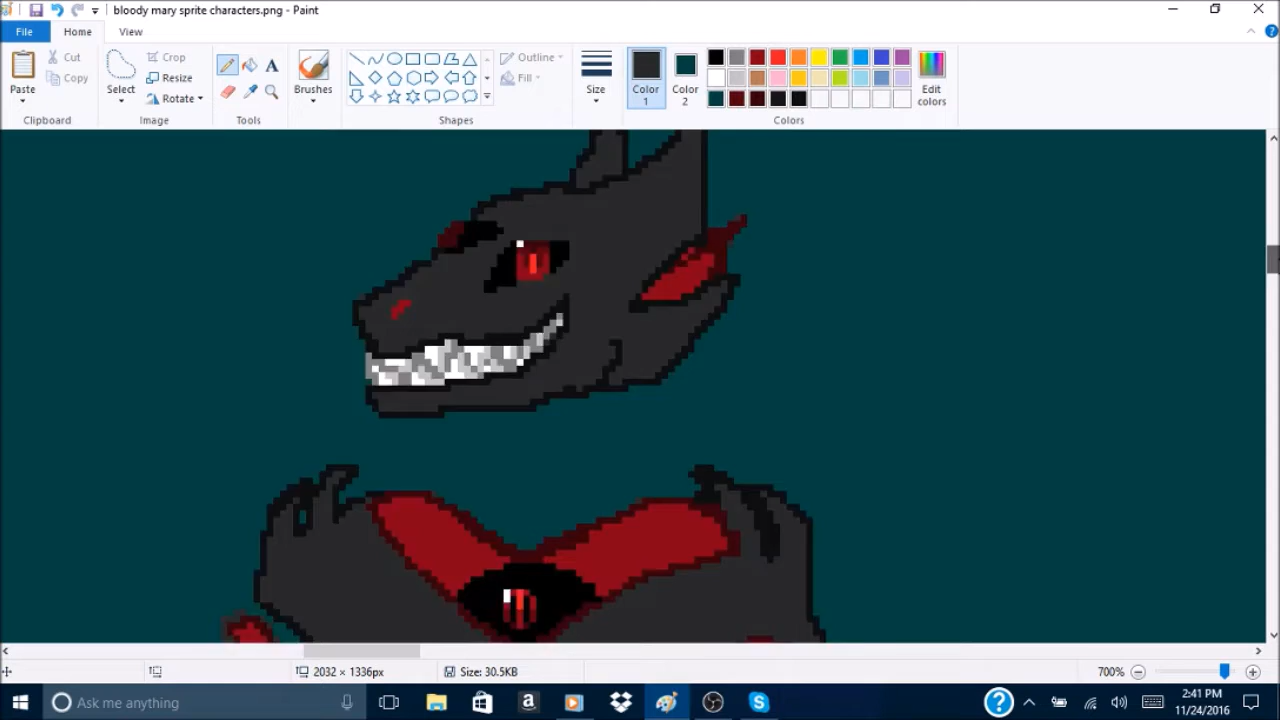 bloody mary sprite characters.png - Paint
File Home View
Paste
Cut
Copy
Clipboard
Select
Crop
Resize
Rotate
Image
A
Tools
Brushes
Outline
Fill
Shapes
Size
Color 1
Color 2
Edit colors
Colors
2032 × 1336px
Size: 30.5KB
700%
Ask me anything
2:41 PM
11/24/2016